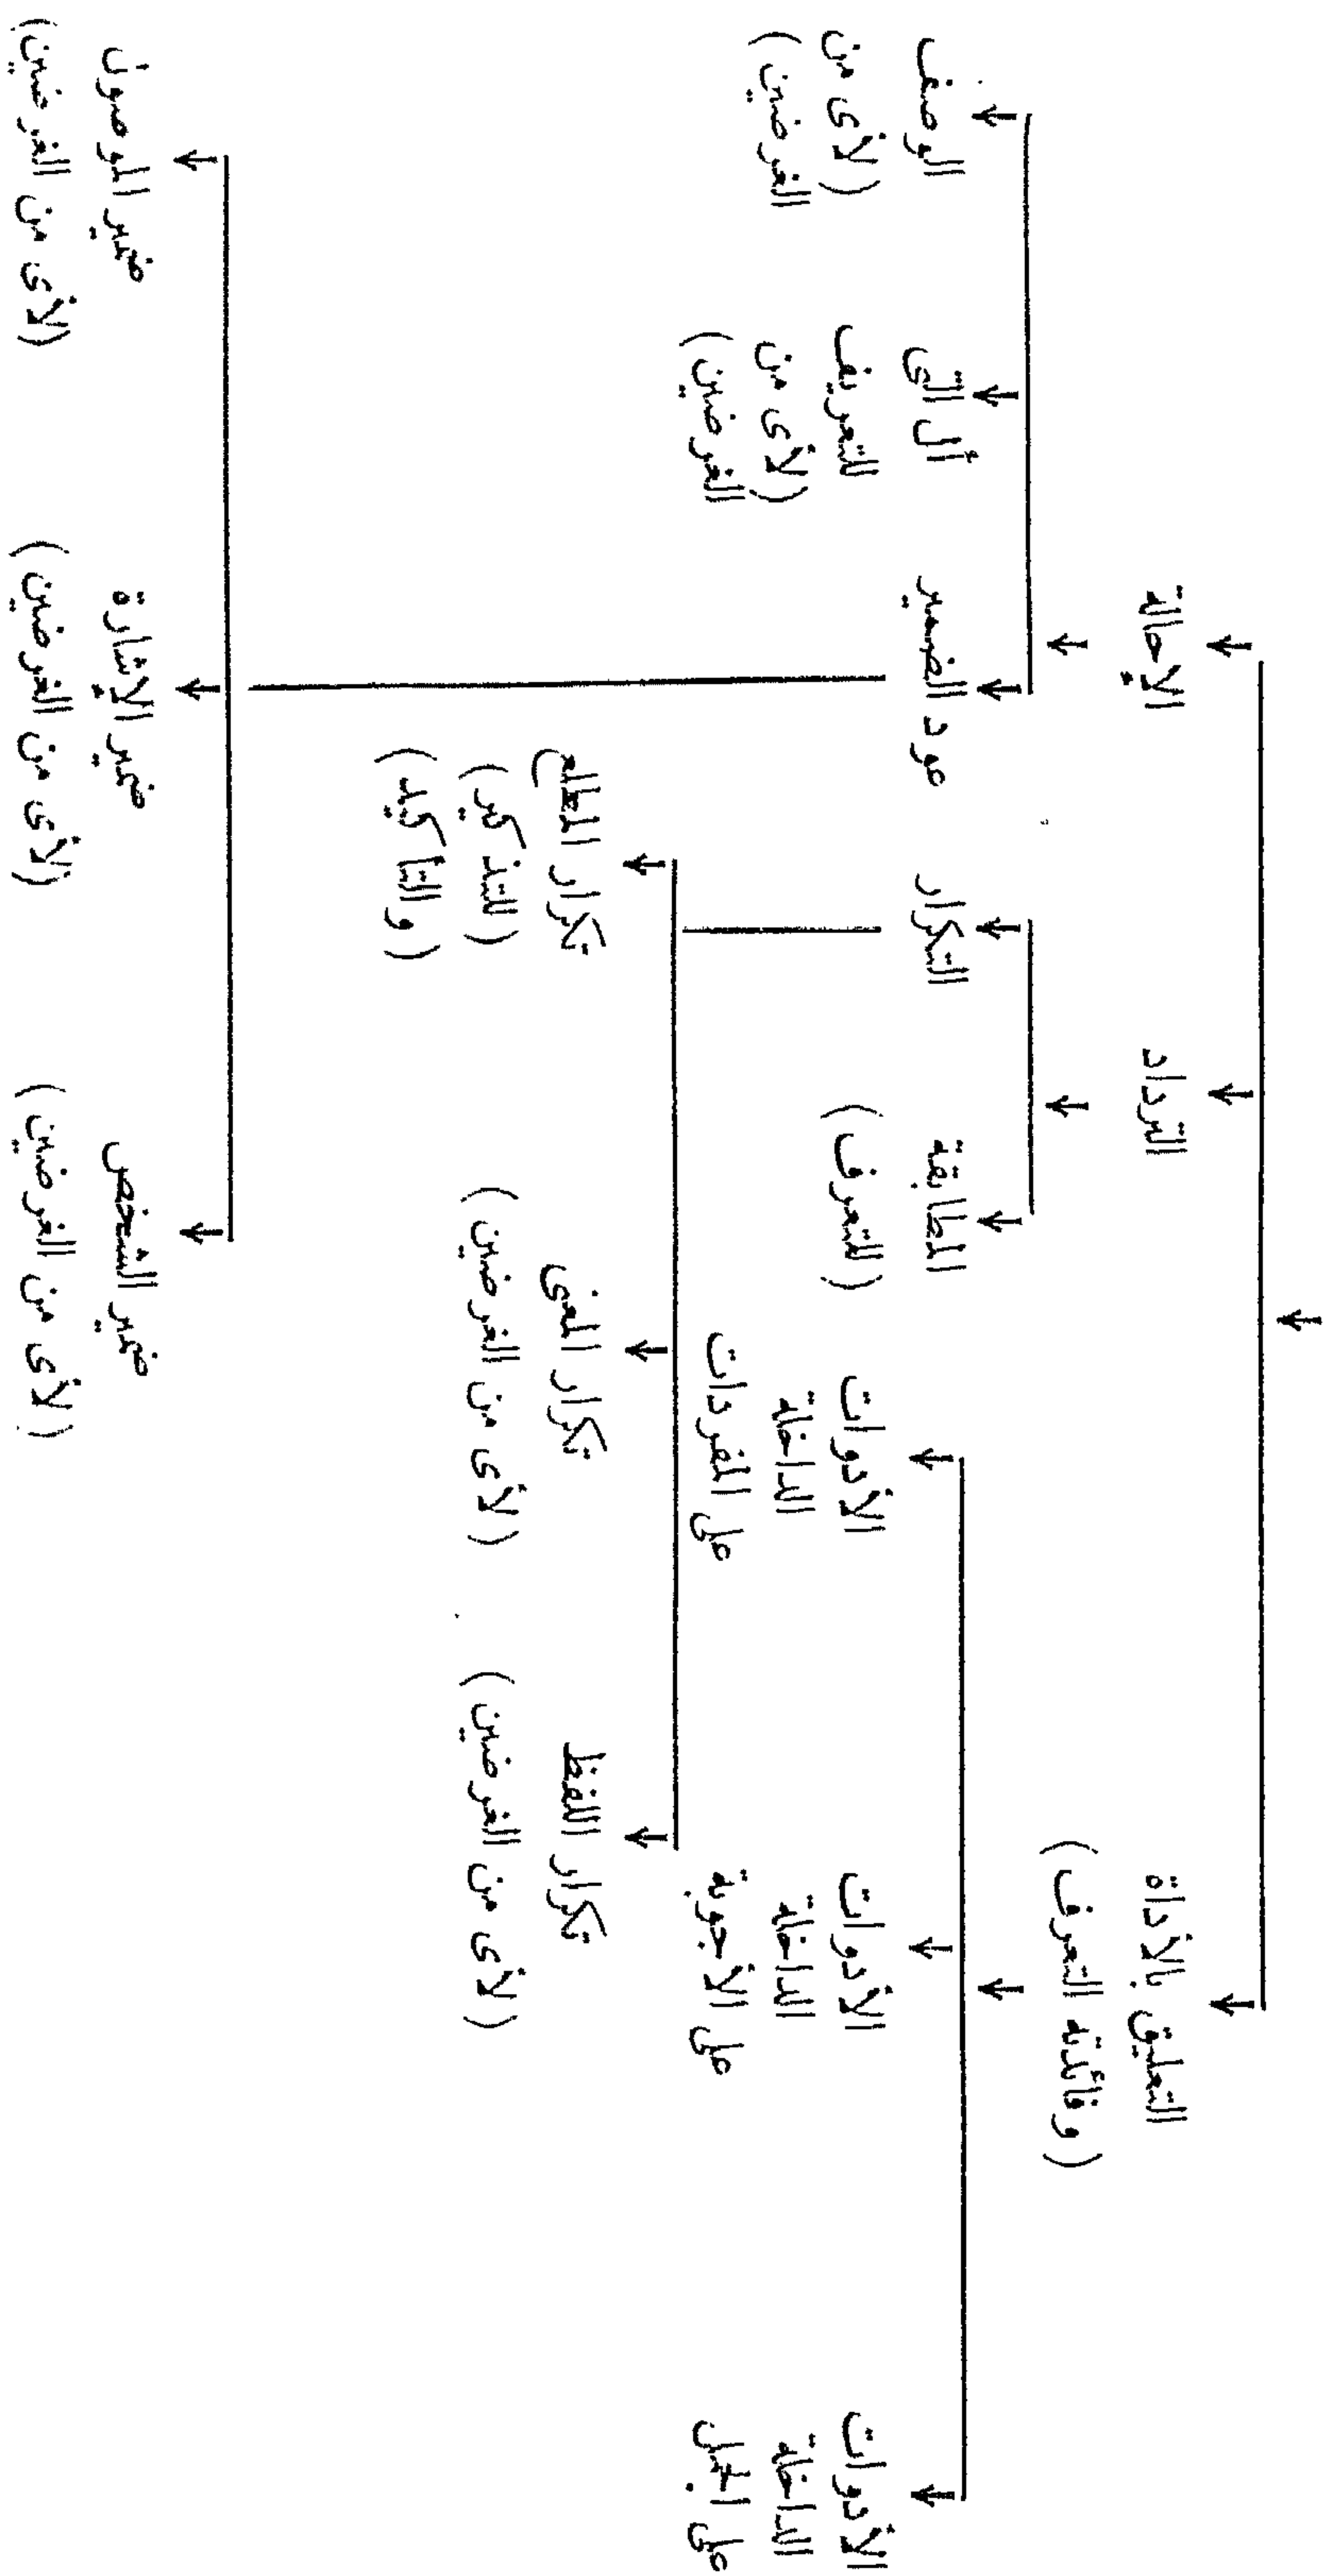 التعليق بالأداة
(وفائدته التعرف)
الترداد
الإحالة
الأدوات
الداخلة
على الجمل
الأدوات
الداخلة
على الأجوبة
الأدوات
الداخلة
على المفردات
المطابقة
(للتعرف)
التكرار
عود الضمير
أل التى
للتعريف
(لأى من
الغرضين)
الوصف
(لأى من
الغرضين)
تكرار اللفظ
(لأى من الغرضين)
تكرار المعنى
(لأى من الغرضين)
تكرار المطلع
(للتذكير)
(والتأكيد)
ضمير الشخص
(لأى من الغرضين)
ضمير الإشارة
(لأى من الغرضين)
ضمير الموصول
(لأى من الغرضين)